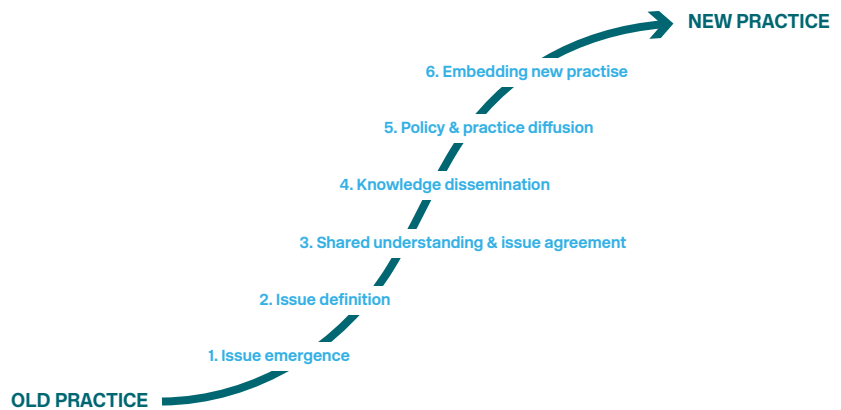 NEW PRACTICE
6. Embedding new practise
5. Policy & practice diffusion
4. Knowledge dissemination
3. Shared understanding & issue agreement
2. Issue definition
1. Issue emergence
OLD PRACTICE